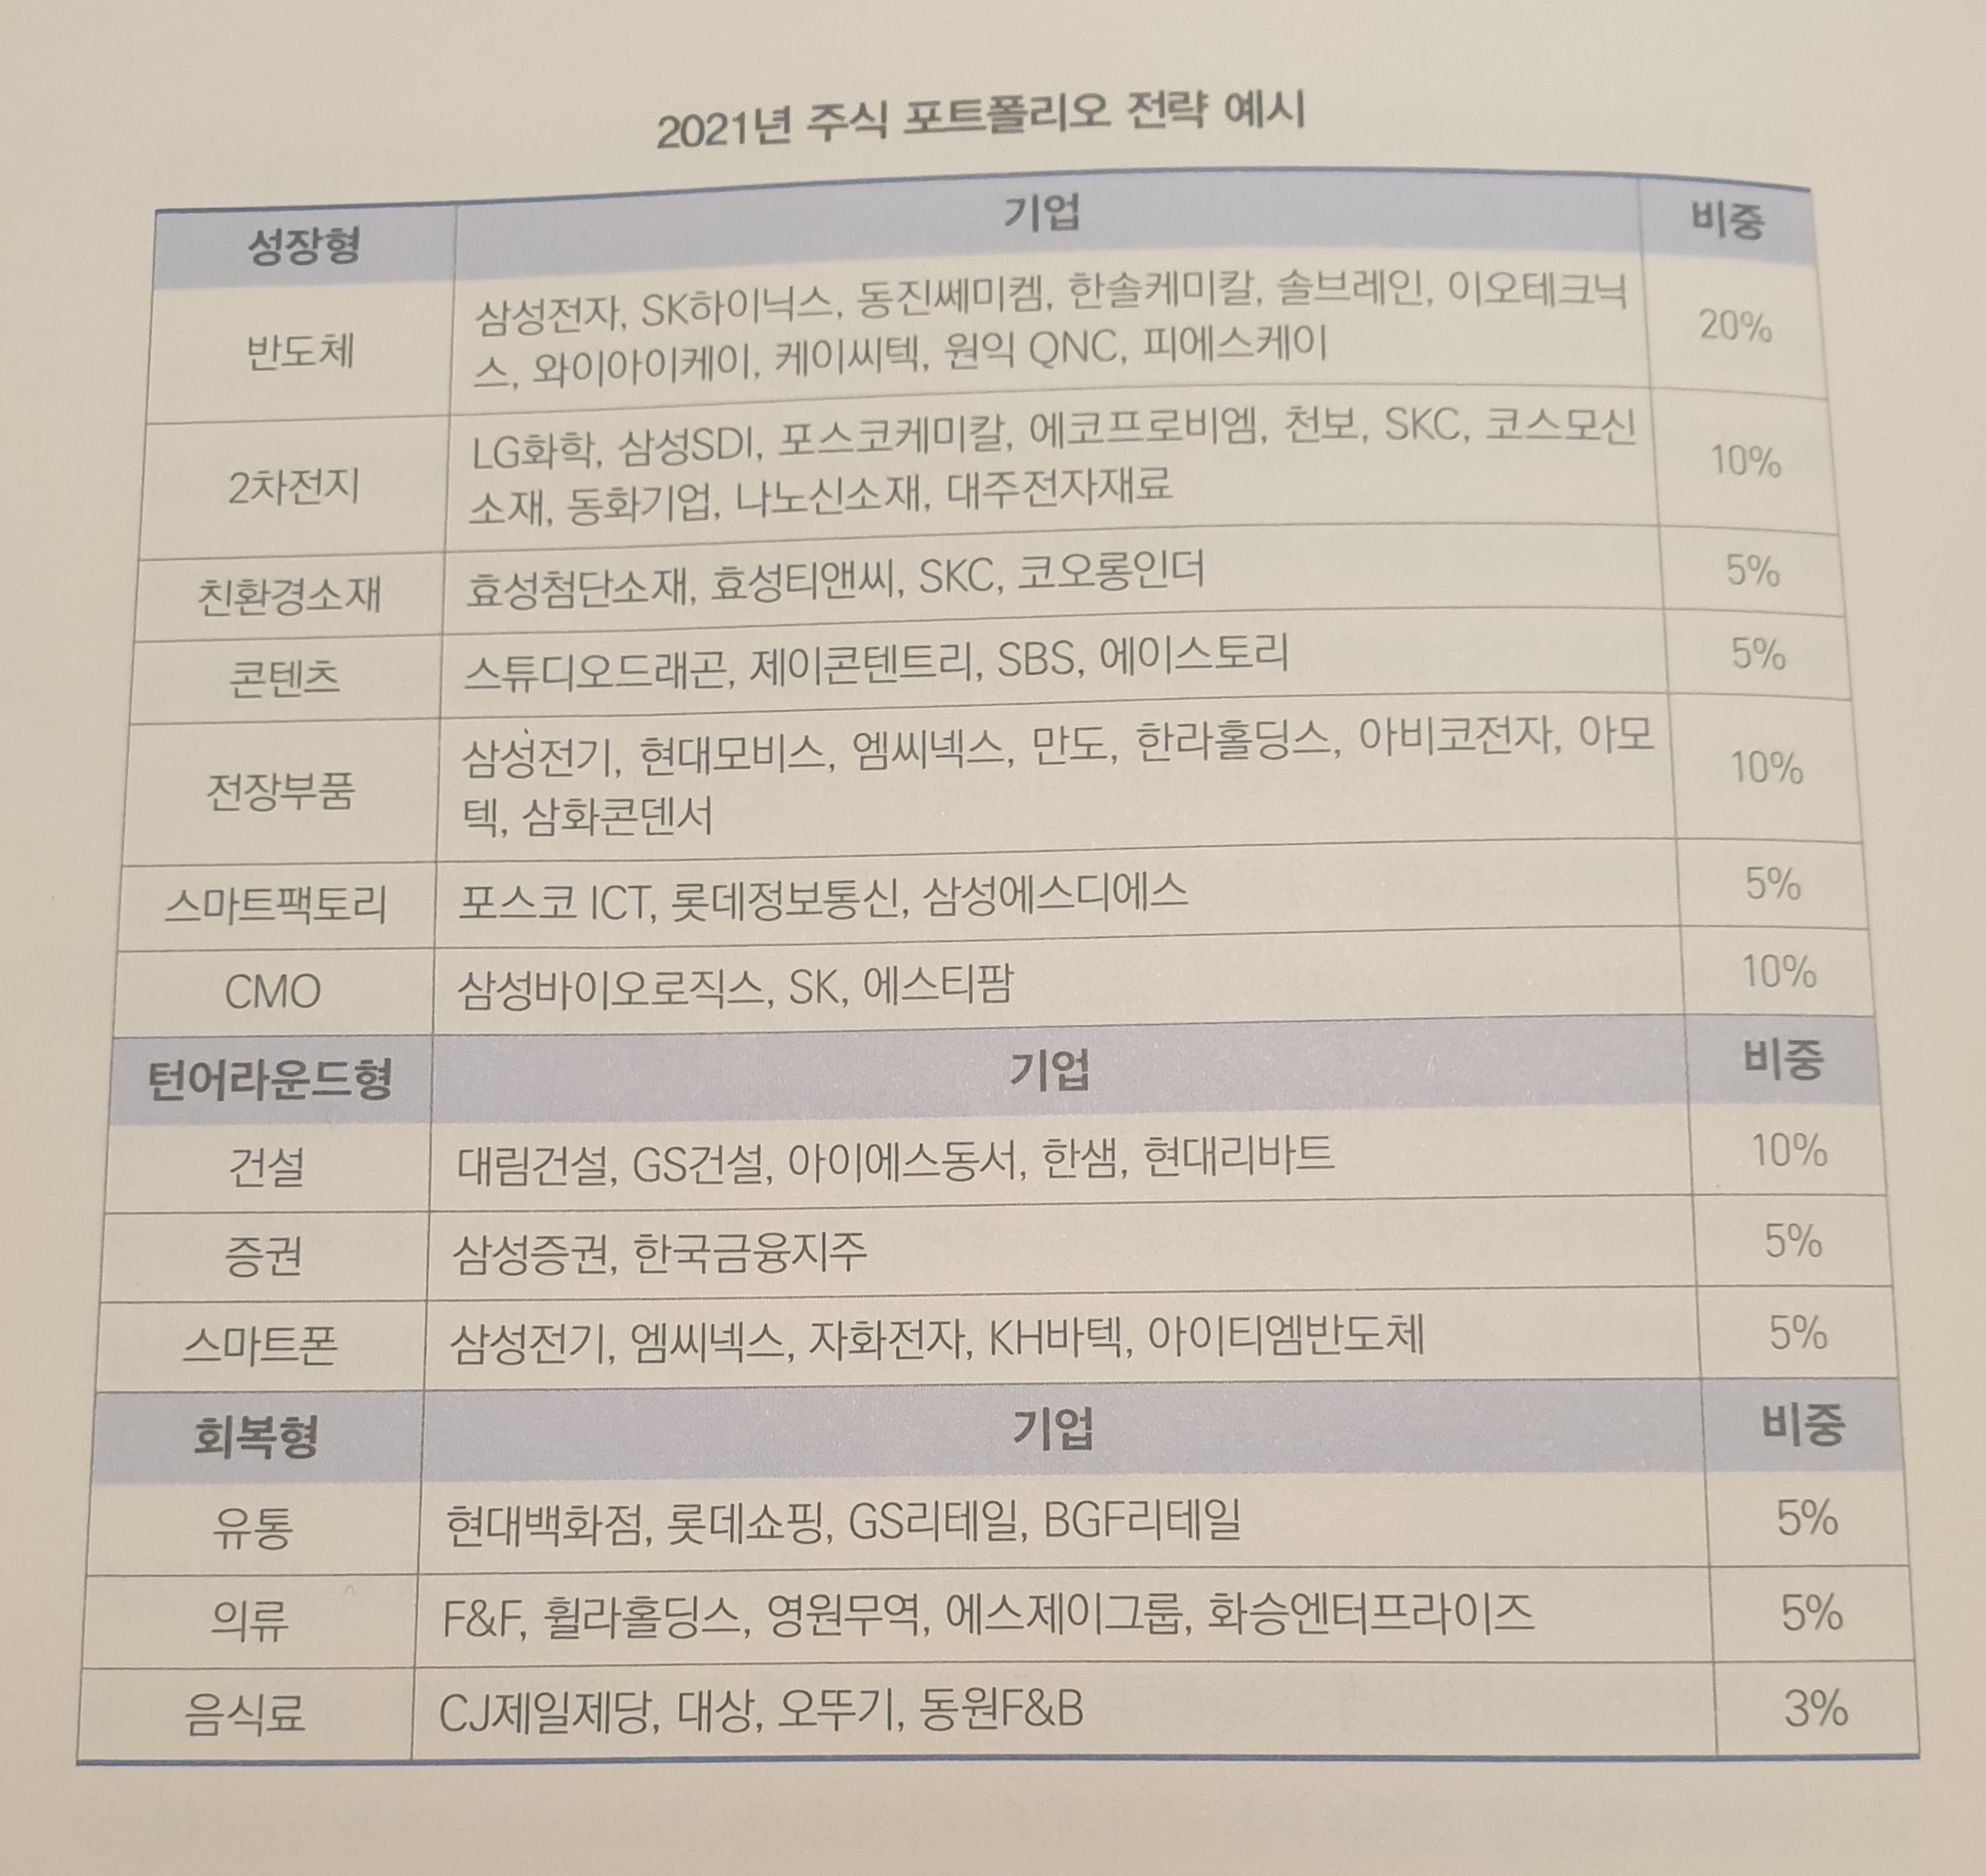 2021년 주식 포트폴리오 전략 예시
성장형 기업 비중
반도체 삼성전자, SK하이닉스, 동진쎄미켐, 한솔케미칼, 솔브레인, 이오테크닉
스, 와이아이케이, 케이씨텍, 원익 QNC, 피에스케이 20%
2차전지 LG화학, 삼성SDI, 포스코케미칼, 에코프로비엠, 천보, SKC, 코스모신
소재, 동화기업, 나노신소재, 대주전자재료 10%
친환경소재 효성첨단소재, 효성티앤씨, SKC, 코오롱인더 5%
콘텐츠 스튜디오드래곤, 제이콘텐트리, SBS, 에이스토리 5%
전장부품 삼성전기, 현대모비스, 엠씨넥스, 만도, 한라홀딩스, 아비코전자, 아모
텍, 삼화콘덴서 10%
스마트팩토리 포스코 ICT, 롯데정보통신, 삼성에스디에스 5%
CMO 삼성바이오로직스, SK, 에스티팜 10%
턴어라운드형 기업 비중
건설 대림건설, GS건설, 아이에스동서, 한샘, 현대리바트 10%
증권 삼성증권, 한국금융지주 5%
스마트폰 삼성전기, 엠씨넥스, 자화전자, KH바텍, 아이티엠반도체 5%
회복형 기업 비중
유통 현대백화점, 롯데쇼핑, GS리테일, BGF리테일 5%
의류 F&F, 휠라홀딩스, 영원무역, 에스제이그룹, 화승엔터프라이즈 5%
음식료 CJ제일제당, 대상, 오뚜기, 동원F&B 3%